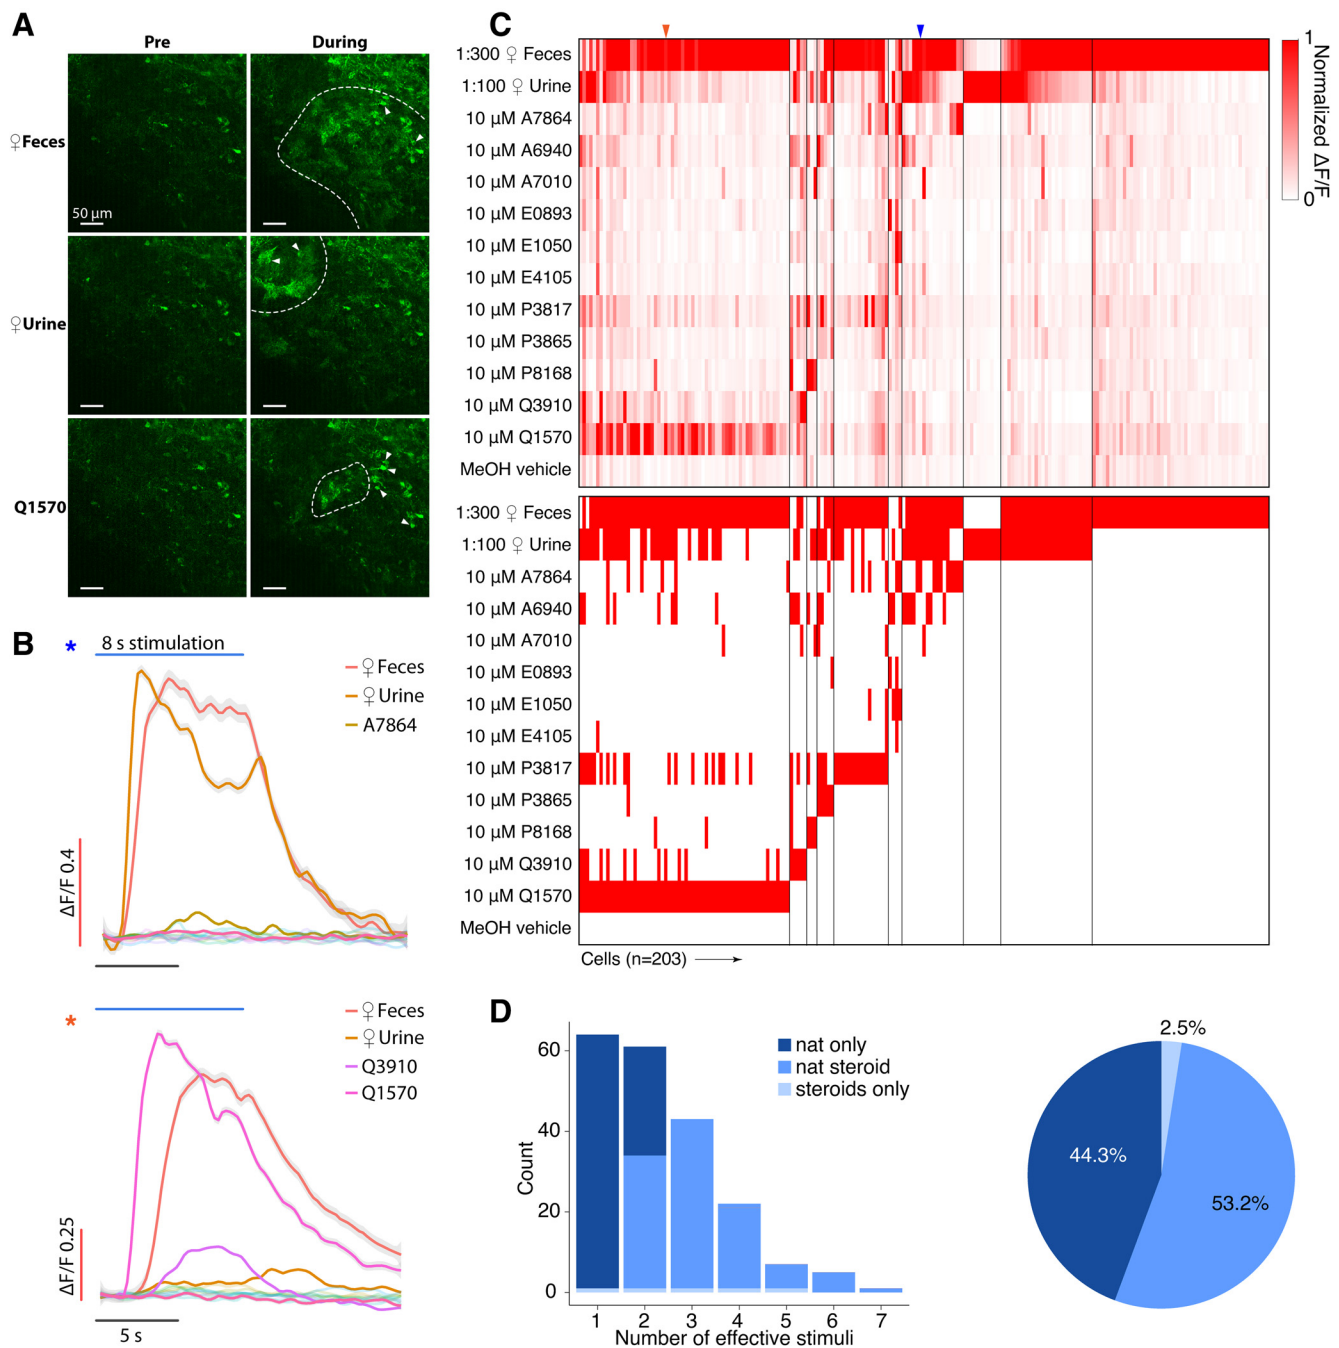 A
Pre During
♀Feces
50 µm
♀Urine
Q1570
B
* 8 s stimulation
♀Feces
♀Urine
A7864
ΔF/F 0.4
*
♀Feces
♀Urine
Q3910
Q1570
ΔF/F 0.25
5 s
C
1:300 ♀ Feces
1:100 ♀ Urine
10 µM A7864
10 µM A6940
10 µM A7010
10 µM E0893
10 µM E1050
10 µM E4105
10 µM P3817
10 µM P3865
10 µM P8168
10 µM Q3910
10 µM Q1570
MeOH vehicle
1
Normalized ΔF/F
0
1:300 ♀ Feces
1:100 ♀ Urine
10 µM A7864
10 µM A6940
10 µM A7010
10 µM E0893
10 µM E1050
10 µM E4105
10 µM P3817
10 µM P3865
10 µM P8168
10 µM Q3910
10 µM Q1570
MeOH vehicle
Cells (n=203) →
D
60
40
20
0
Count
1 2 3 4 5 6 7
Number of effective stimuli
nat only
nat steroid
steroids only
2.5%
44.3%
53.2%